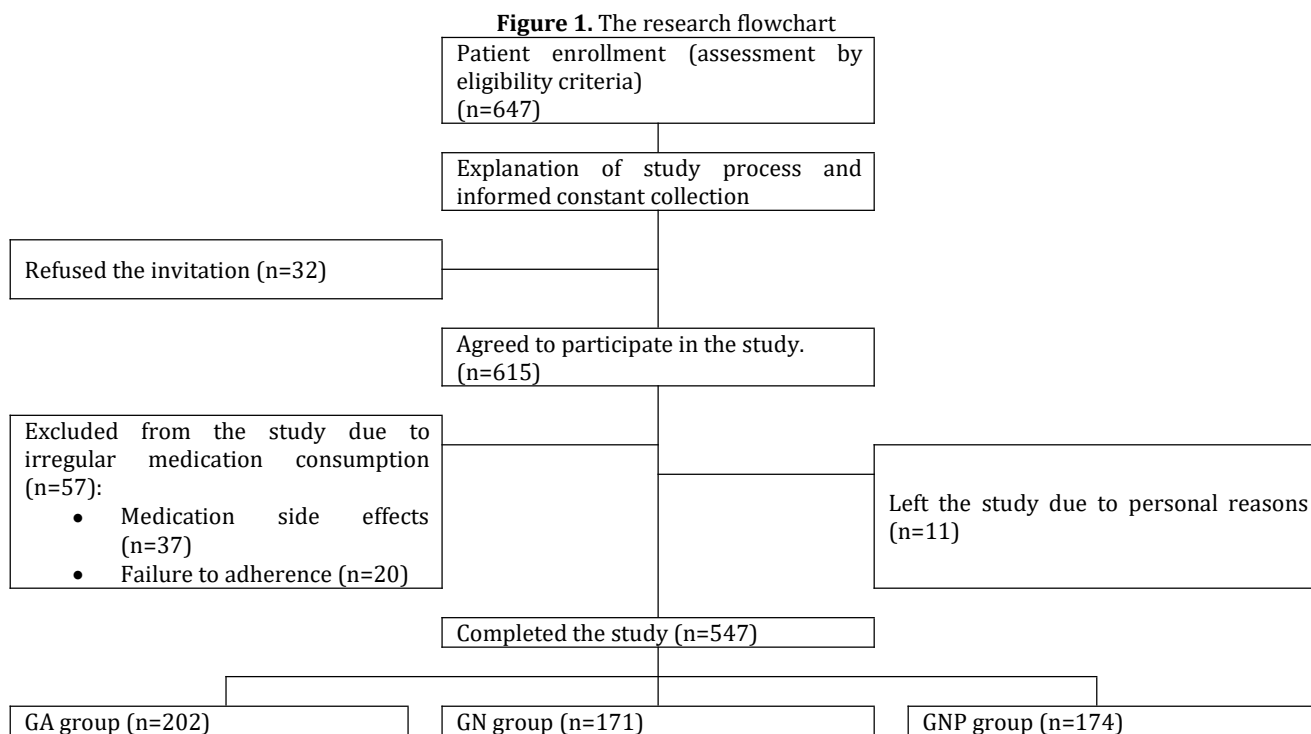 Figure 1. The research flowchart
Patient enrollment (assessment by
eligibility criteria)
(n=647)
Explanation of study process and
informed constant collection
Refused the invitation (n=32)
Agreed to participate in the study.
(n=615)
Excluded from the study due to
irregular medication consumption
(n=57):
• Medication side effects
(n=37)
• Failure to adherence (n=20)
Left the study due to personal reasons
(n=11)
Completed the study (n=547)
GA group (n=202)
GN group (n=171)
GNP group (n=174)